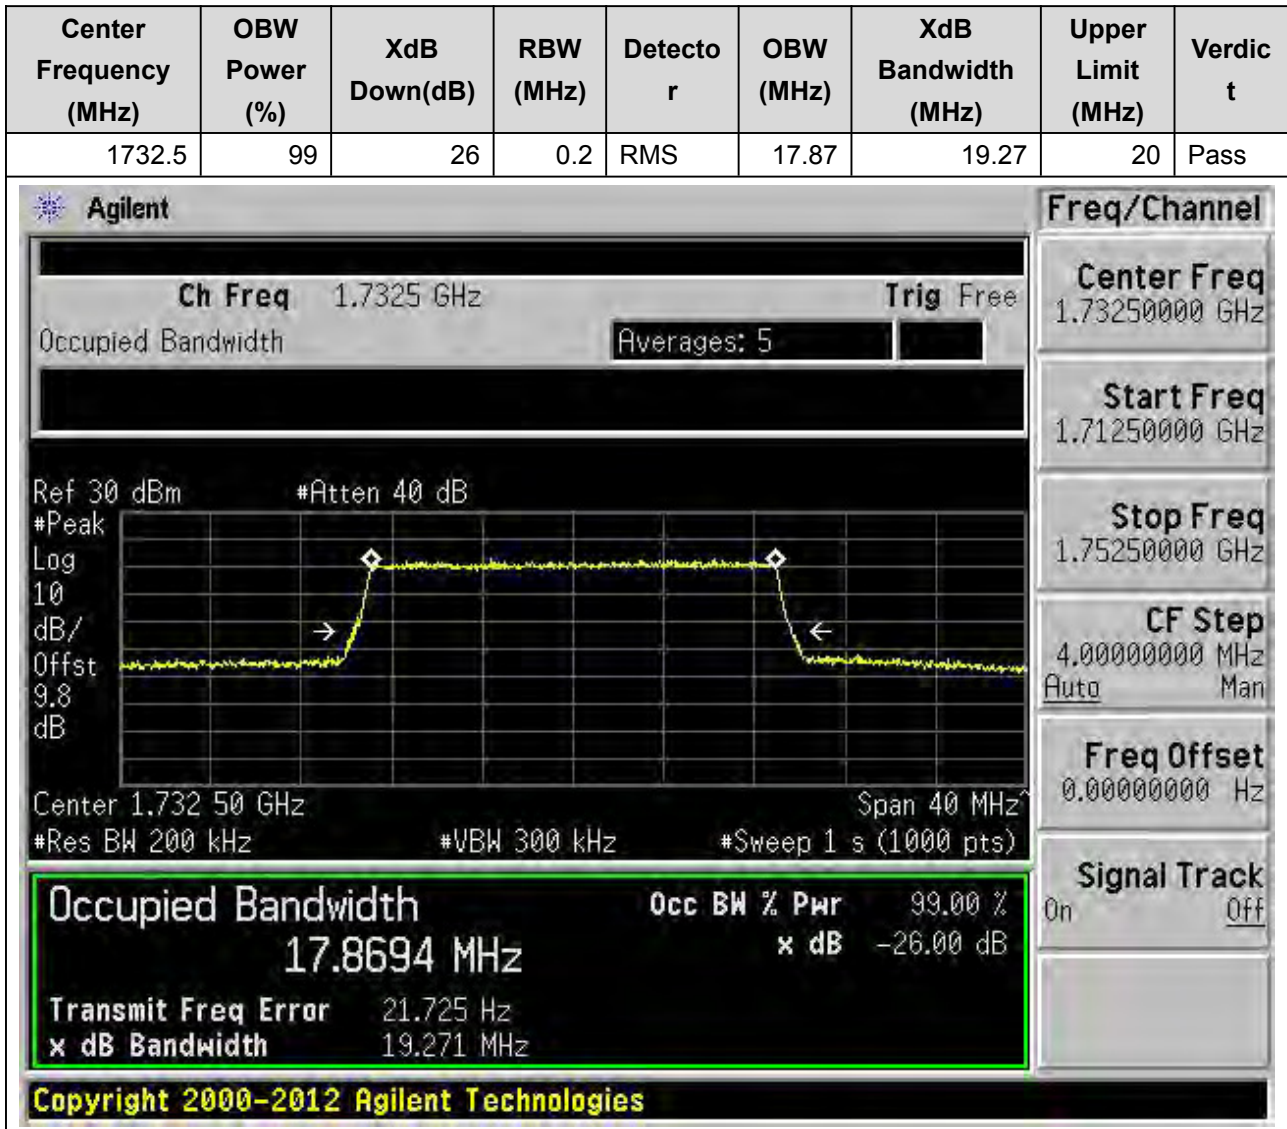 Center Frequency (MHz) OBW Power (%) XdB Down(dB) RBW (MHz) Detector OBW (MHz) XdB Bandwidth (MHz) Upper Limit (MHz) Verdict
1732.5 99 26 0.2 RMS 17.87 19.27 20 Pass
Agilent
Freq/Channel
Ch Freq 1.7325 GHz Trig Free
Occupied Bandwidth Averages: 5
Center Freq
1.73250000 GHz
Start Freq
1.71250000 GHz
Stop Freq
1.75250000 GHz
CF Step
4.00000000 MHz
Auto Man
Freq Offset
0.00000000 Hz
Signal Track
On Off
Ref 30 dBm #Atten 40 dB
#Peak
Log
10
dB/
Offst
9.8
dB
Center 1.732 50 GHz Span 40 MHz^
#Res BW 200 kHz #VBW 300 kHz #Sweep 1 s (1000 pts)
Occupied Bandwidth Occ BW % Pwr 99.00 %
17.8694 MHz x dB -26.00 dB
Transmit Freq Error 21.725 Hz
x dB Bandwidth 19.271 MHz
Copyright 2000-2012 Agilent Technologies